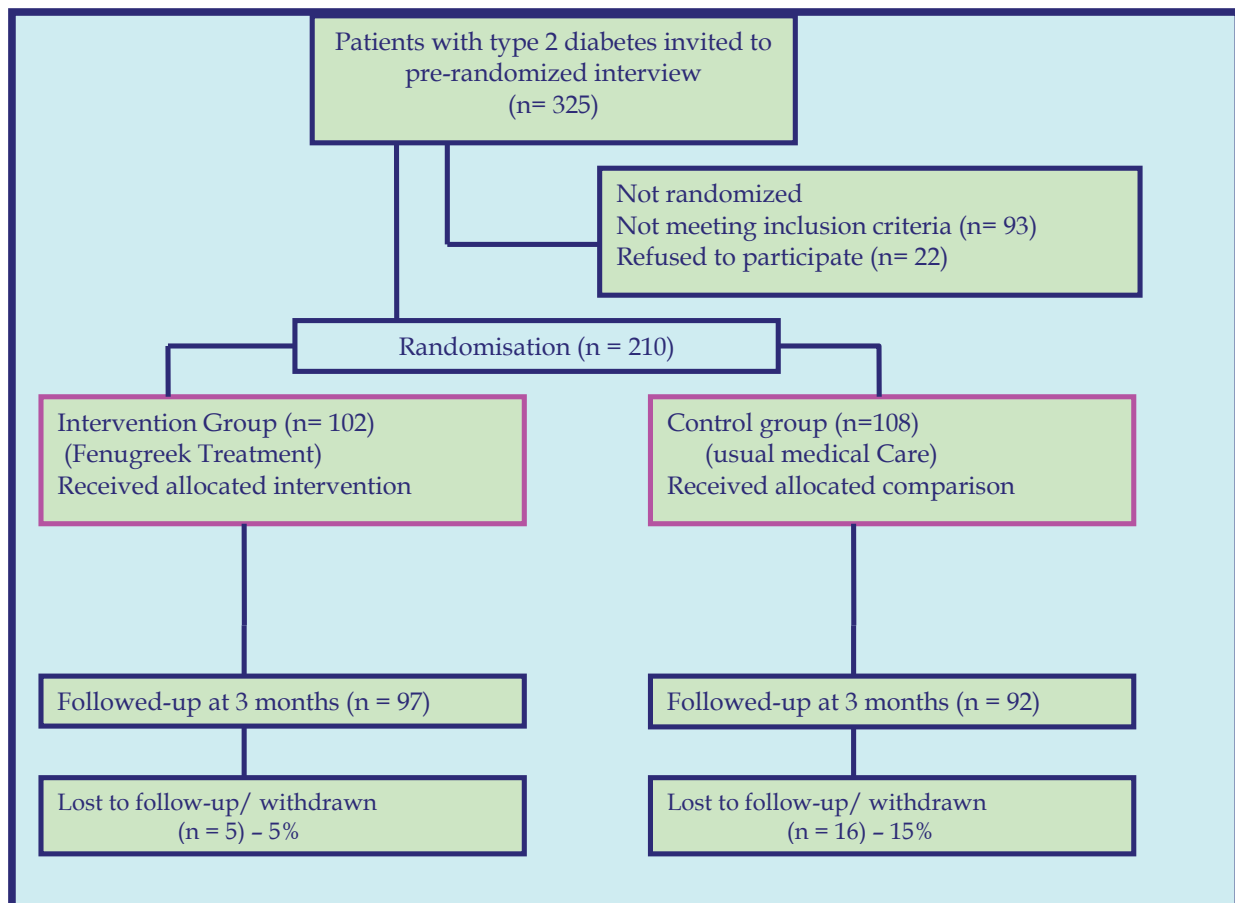 Patients with type 2 diabetes invited to
pre-randomized interview
(n= 325)
Not randomized
Not meeting inclusion criteria (n= 93)
Refused to participate (n= 22)
Randomisation (n = 210)
Intervention Group (n= 102)
(Fenugreek Treatment)
Received allocated intervention
Control group (n=108)
(usual medical Care)
Received allocated comparison
Followed-up at 3 months (n = 97)
Followed-up at 3 months (n = 92)
Lost to follow-up/ withdrawn
(n = 5) – 5%
Lost to follow-up/ withdrawn
(n = 16) – 15%